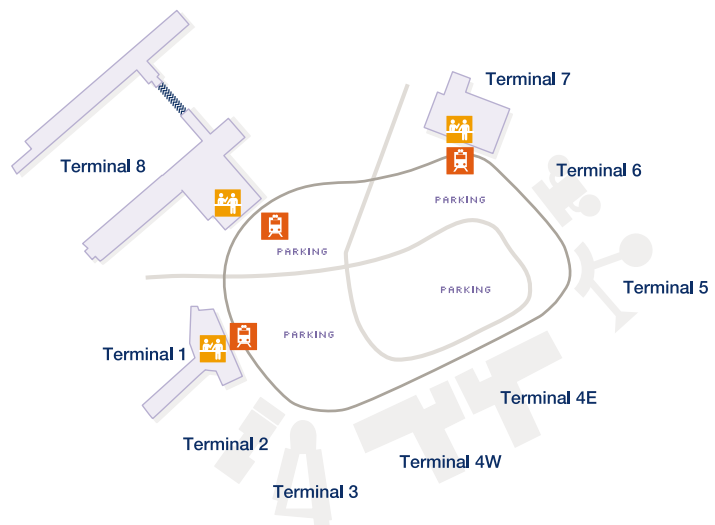 Terminal 7
Terminal 8
Terminal 6
PARKING
PARKING
Terminal 5
PARKING
PARKING
Terminal 1
Terminal 4E
Terminal 2
Terminal 4W
Terminal 3